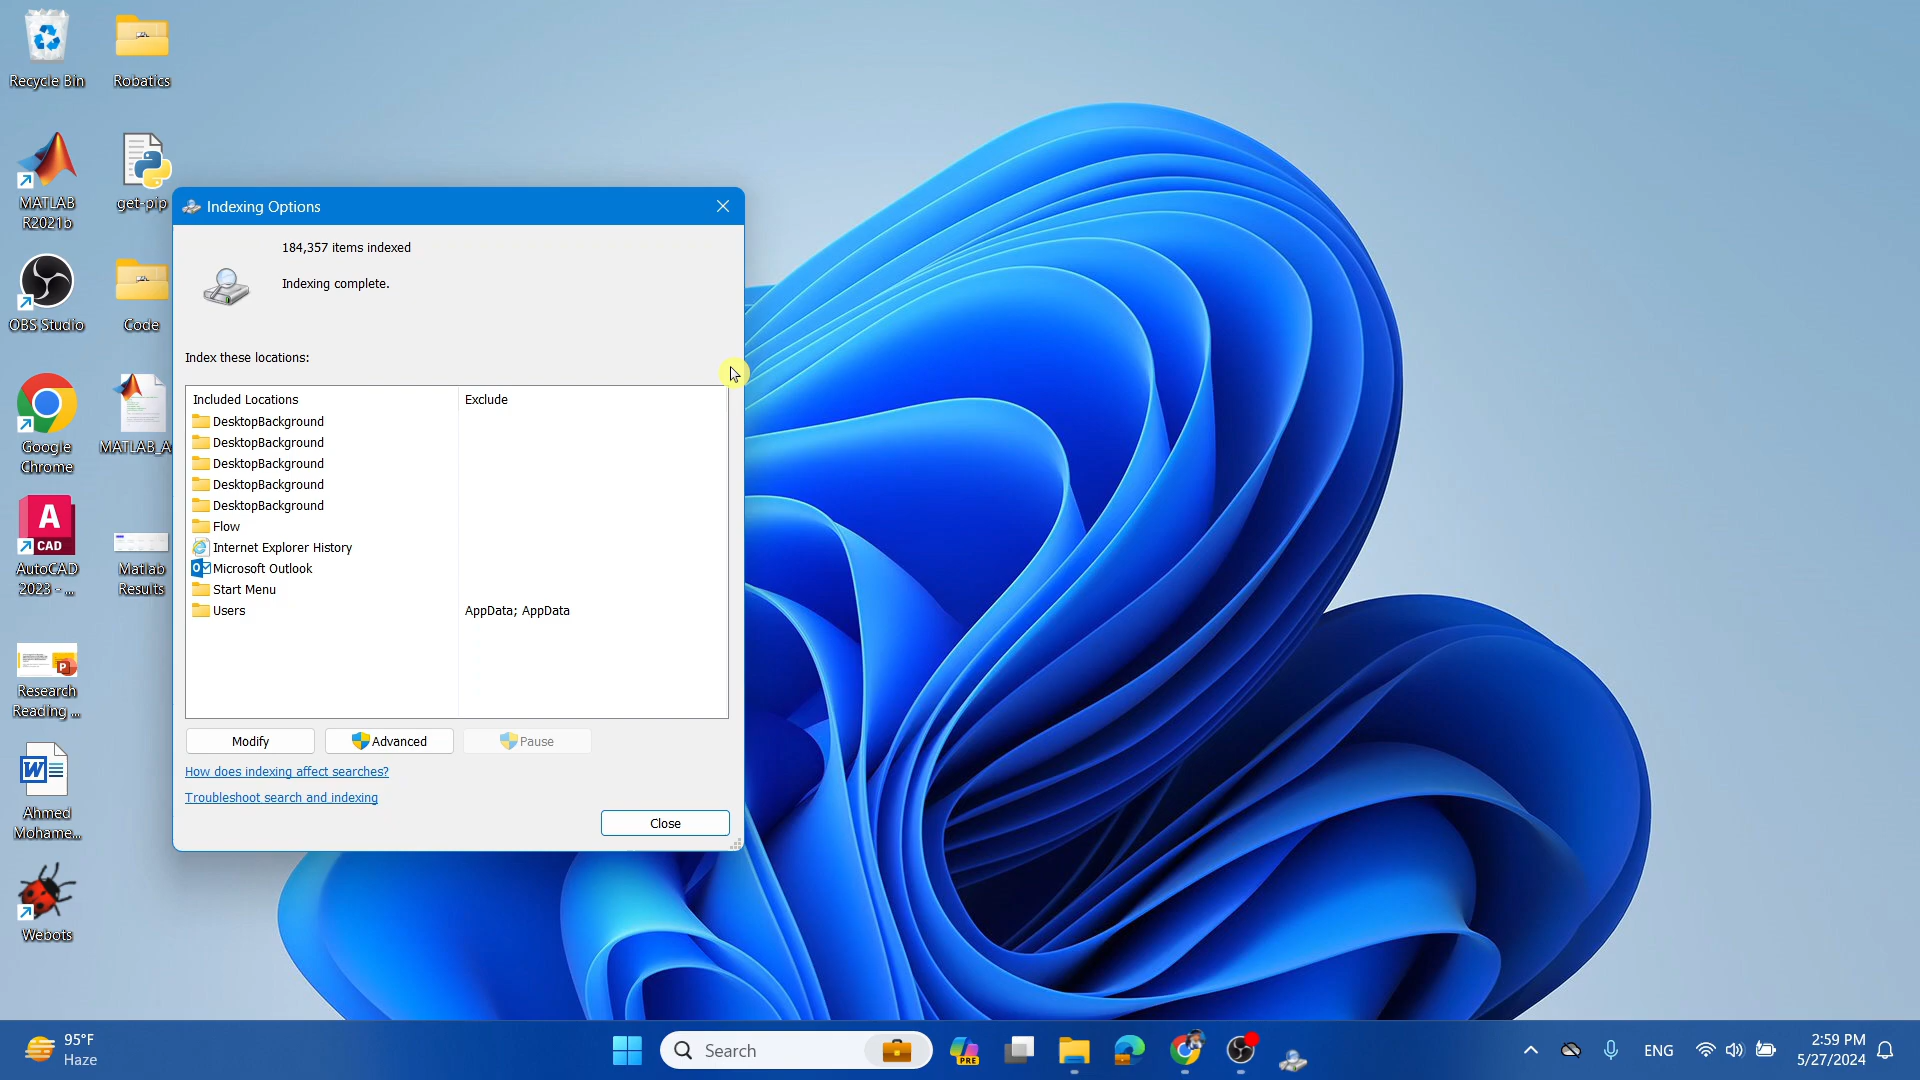 Recycle Bin
Robatics
MATLAB
R2021b
get-pip
OBS Studio
Code
Google
Chrome
MATLAB_A
A
CAD
AutoCAD
2023 - ...
Matlab
Results
P
Research
Reading ...
W
Ahmed
Mohame...
Webots
Indexing Options
184,357 items indexed
Indexing complete.
Index these locations:
Included Locations
Exclude
DesktopBackground
DesktopBackground
DesktopBackground
DesktopBackground
DesktopBackground
Flow
Internet Explorer History
Microsoft Outlook
Start Menu
Users
AppData; AppData
Modify
Advanced
Pause
How does indexing affect searches?
Troubleshoot search and indexing
Close
95°F
Haze
Search
PRE
ENG
2:59 PM
5/27/2024